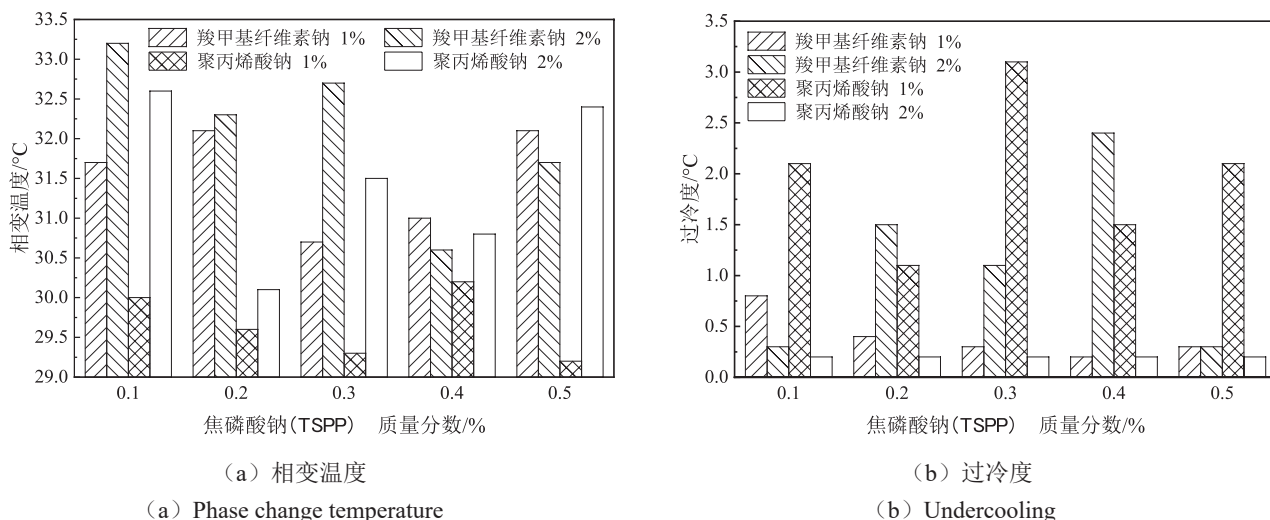 33.5
33.0
32.5
32.0
31.5
31.0
30.5
30.0
29.5
29.0
相变温度/°C
羧甲基纤维素钠 1%
羧甲基纤维素钠 2%
聚丙烯酸钠 1%
聚丙烯酸钠 2%
0.1 0.2 0.3 0.4 0.5
焦磷酸钠(TSPP) 质量分数/%
(a)相变温度
(a)Phase change temperature
3.5
3.0
2.5
2.0
1.5
1.0
0.5
0.0
过冷度/°C
羧甲基纤维素钠 1%
羧甲基纤维素钠 2%
聚丙烯酸钠 1%
聚丙烯酸钠 2%
0.1 0.2 0.3 0.4 0.5
焦磷酸钠(TSPP) 质量分数/%
(b)过冷度
(b)Undercooling